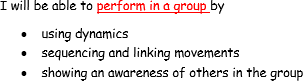 I will be able to perform in a group by
• using dynamics
• sequencing and linking movements
• showing an awareness of others in the group